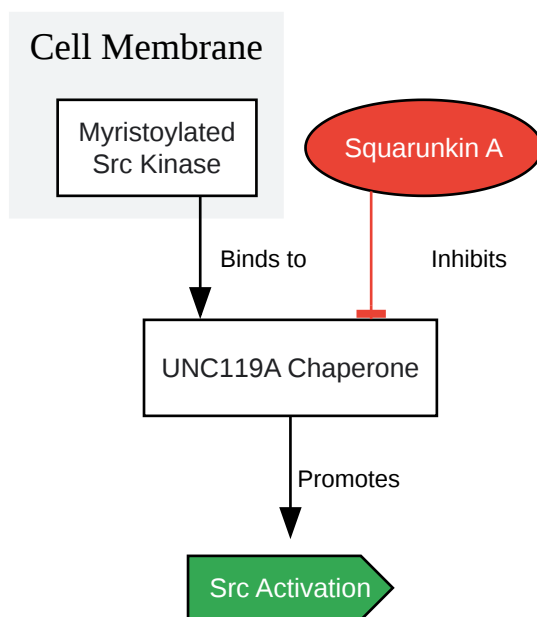 Cell Membrane
Myristoylated
Src Kinase
Squarunkin A
Binds to
Inhibits
UNC119A Chaperone
Promotes
Src Activation